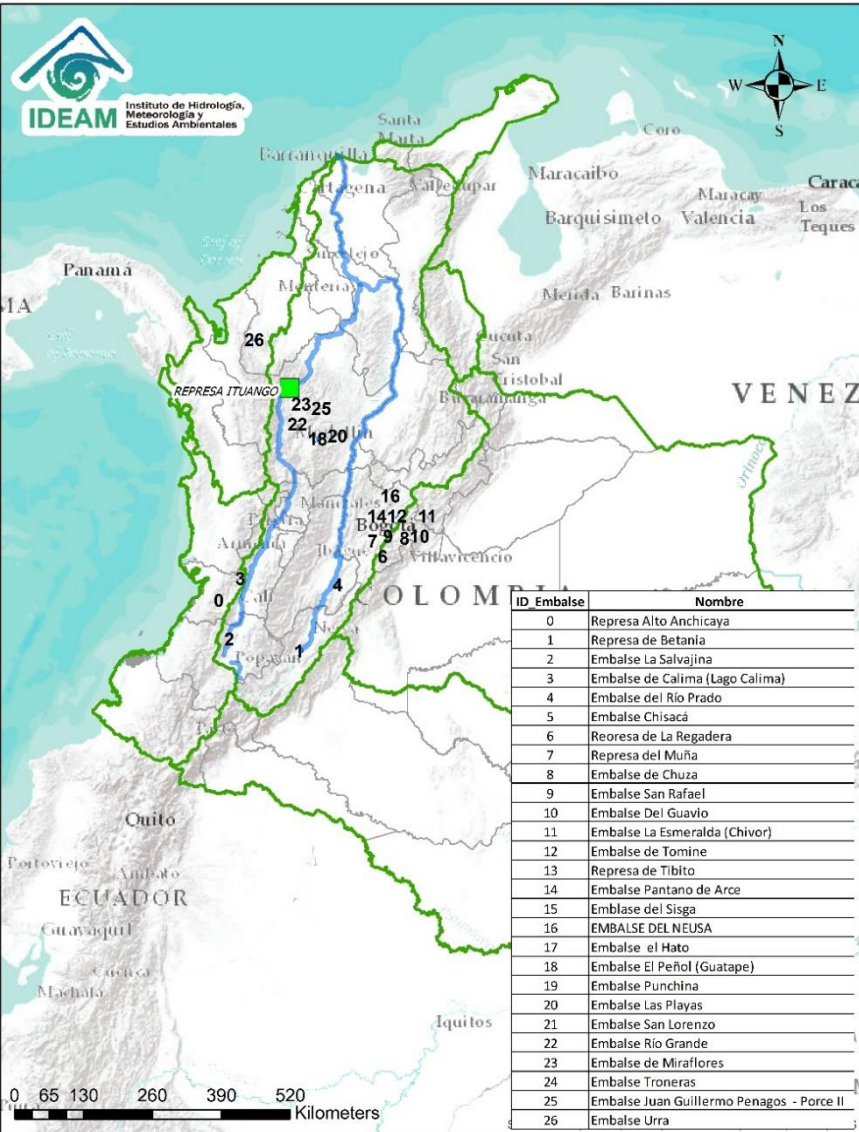 IDEAM
Instituto de Hidrología,
Meteorología y
Estudios Ambientales
N
W E
S
Santa
Marta
Coro
Barranquilla
Maracaibo
Cartagena
Valledupar
Maracay
Barquisimeto
Valencia
Los
Teques
Sincelejo
Panamá
Montería
Mérida
Barinas
26
San
REPRESA ITUANGO
Bucaramanga
23
25
VENEZ
22
Medellín
18
20
Manizales
16
14
12
11
Bogotá
7
9
8
10
Armenia
Ibagué
Villavicencio
6
3
4
0
Cali
COLOMBIA
2
Neiva
1
Popayán
Pasto
Quito
Portoviejo
Ambato
ECUADOR
Guayaquil
Cuenca
Machala
Iquitos
ID_Embalse Nombre
0 Represa Alto Anchicaya
1 Represa de Betania
2 Embalse La Salvajina
3 Embalse de Calima (Lago Calima)
4 Embalse del Río Prado
5 Embalse Chisacá
6 Reoresa de La Regadera
7 Represa del Muña
8 Embalse de Chuza
9 Embalse San Rafael
10 Embalse Del Guavio
11 Embalse La Esmeralda (Chivor)
12 Embalse de Tomine
13 Represa de Tibito
14 Embalse Pantano de Arce
15 Emblase del Sisga
16 EMBALSE DEL NEUSA
17 Embalse el Hato
18 Embalse El Peñol (Guatape)
19 Embalse Punchina
20 Embalse Las Playas
21 Embalse San Lorenzo
22 Embalse Río Grande
23 Embalse de Miraflores
24 Embalse Troneras
25 Embalse Juan Guillermo Penagos - Porce II
26 Embalse Urra
0 65 130 260 390 520
Kilometers